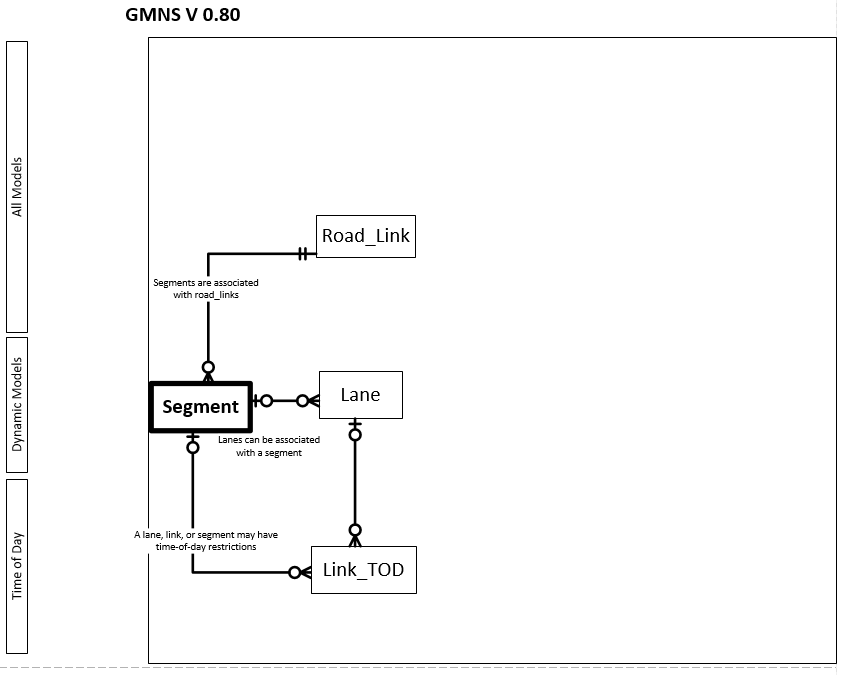 GMNS V 0.80
All Models
Road_Link
Segments are associated
with road_links
Dynamic Models
Segment
Lane
Lanes can be associated
with a segment
Time of Day
A lane, link, or segment may have
time-of-day restrictions
Link_TOD